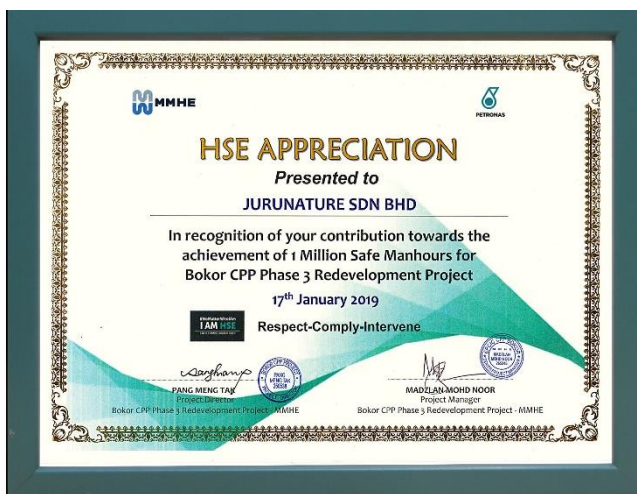 MMHE
PETRONAS
HSE APPRECIATION
Presented to
JURUNATURE SDN BHD
In recognition of your contribution towards the
achievement of 1 Million Safe Manhours for
Bokor CPP Phase 3 Redevelopment Project
17th January 2019
I AM HSE
Respect-Comply-Intervene
PANG MENG TAK
Project Director
Bokor CPP Phase 3 Redevelopment Project - MMHE
PANG
MENG TAK
MADZLAN MOHD NOOR
Project Manager
Bokor CPP Phase 3 Redevelopment Project - MMHE